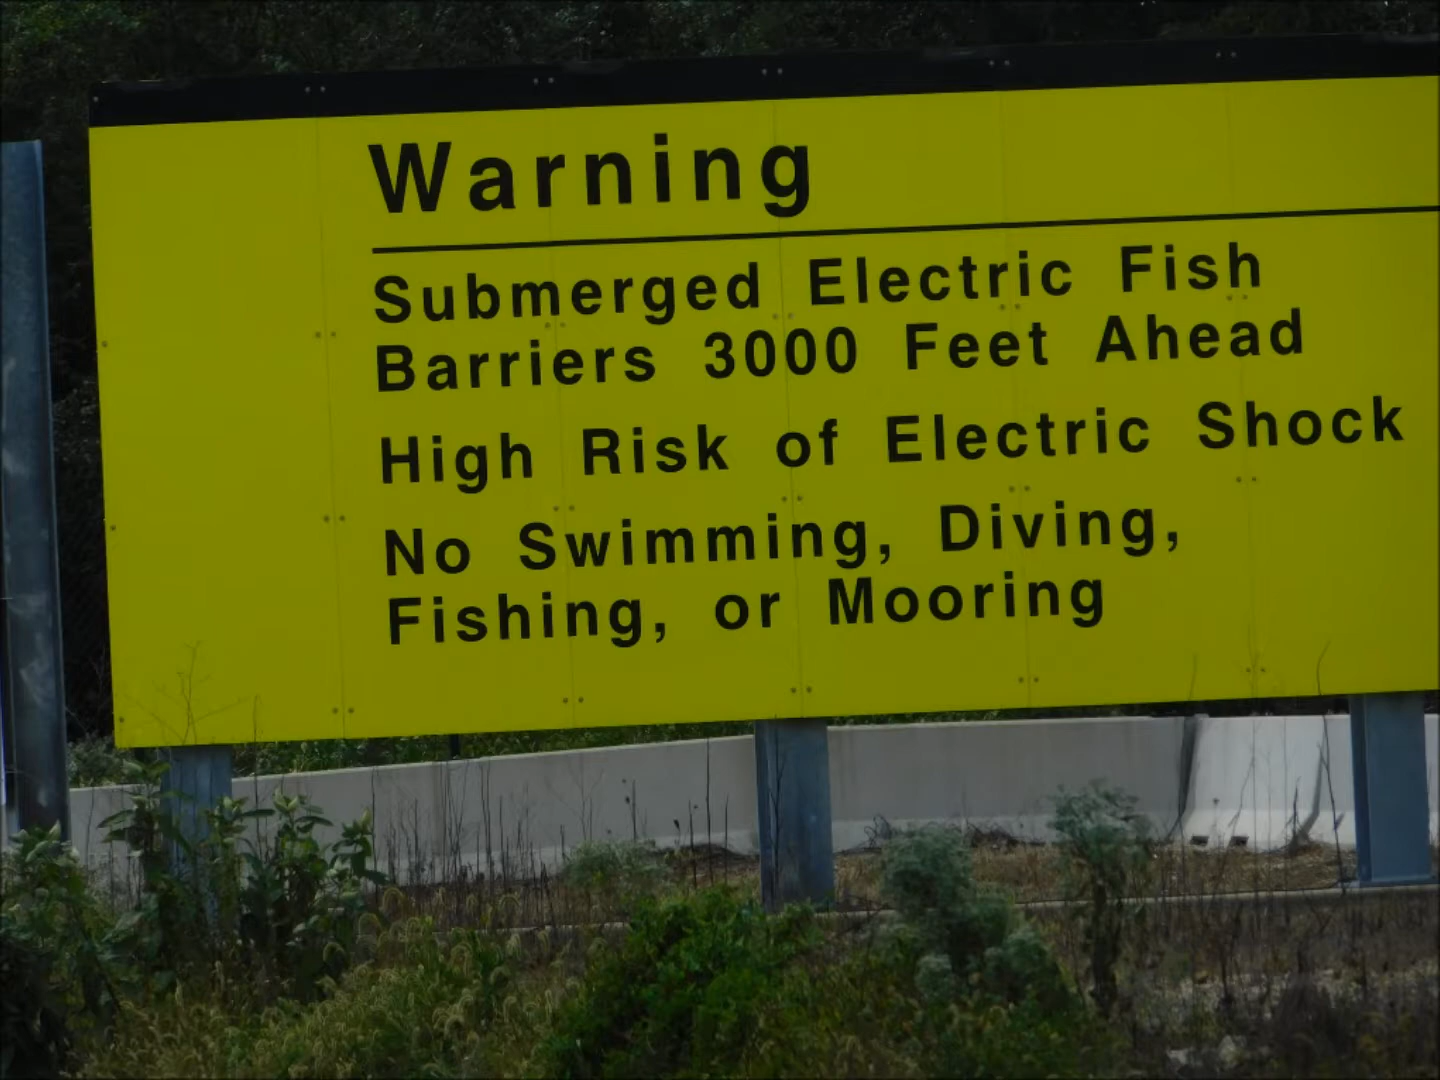 Warning
Submerged Electric Fish
Barriers 3000 Feet Ahead
High Risk of Electric Shock
No Swimming, Diving,
Fishing, or Mooring